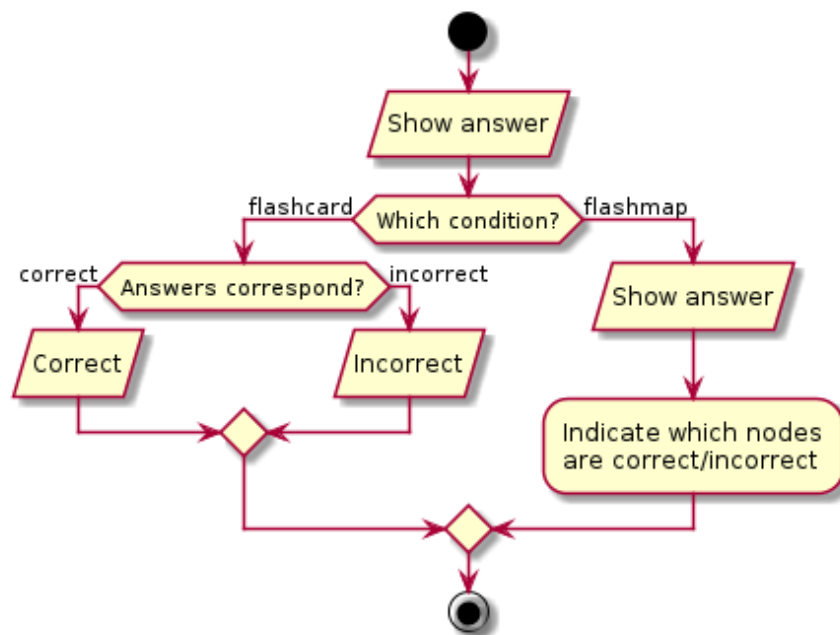 Show answer
flashcard
Which condition?
flashmap
correct
Answers correspond?
incorrect
Show answer
Correct
Incorrect
Indicate which nodes
are correct/incorrect